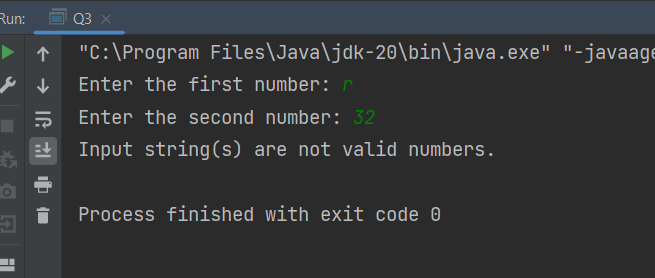 Run: Q3
"C:\Program Files\Java\jdk-20\bin\java.exe" "-javaage
Enter the first number: r
Enter the second number: 32
Input string(s) are not valid numbers.
Process finished with exit code 0